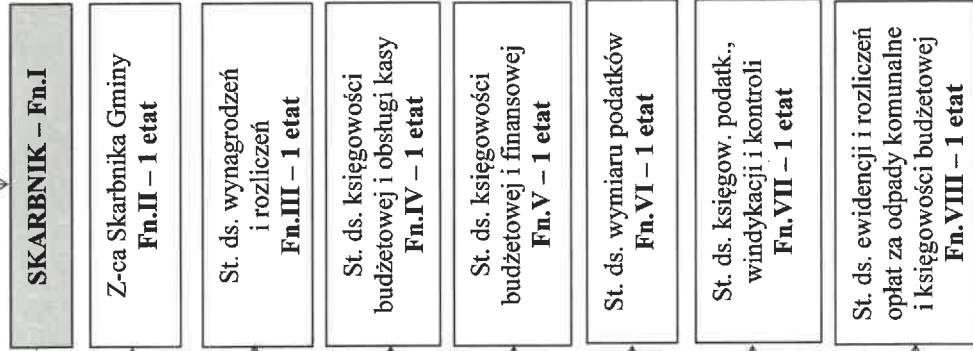 SKARBNIK – Fn.I
Z-ca Skarbnika Gminy
Fn.II – 1 etat
St. ds. wynagrodzeń
i rozliczeń
Fn.III – 1 etat
St. ds. księgowości
budżetowej i obsługi kasy
Fn.IV – 1 etat
St. ds. księgowości
budżetowej i finansowej
Fn.V – 1 etat
St. ds. wymiaru podatków
Fn.VI – 1 etat
St. ds. księgow. podatk.,
windykacji i kontroli
Fn.VII – 1 etat
St. ds. ewidencji i rozliczeń
opłat za odpady komunalne
i księgowości budżetowej
Fn.VIII – 1 etat